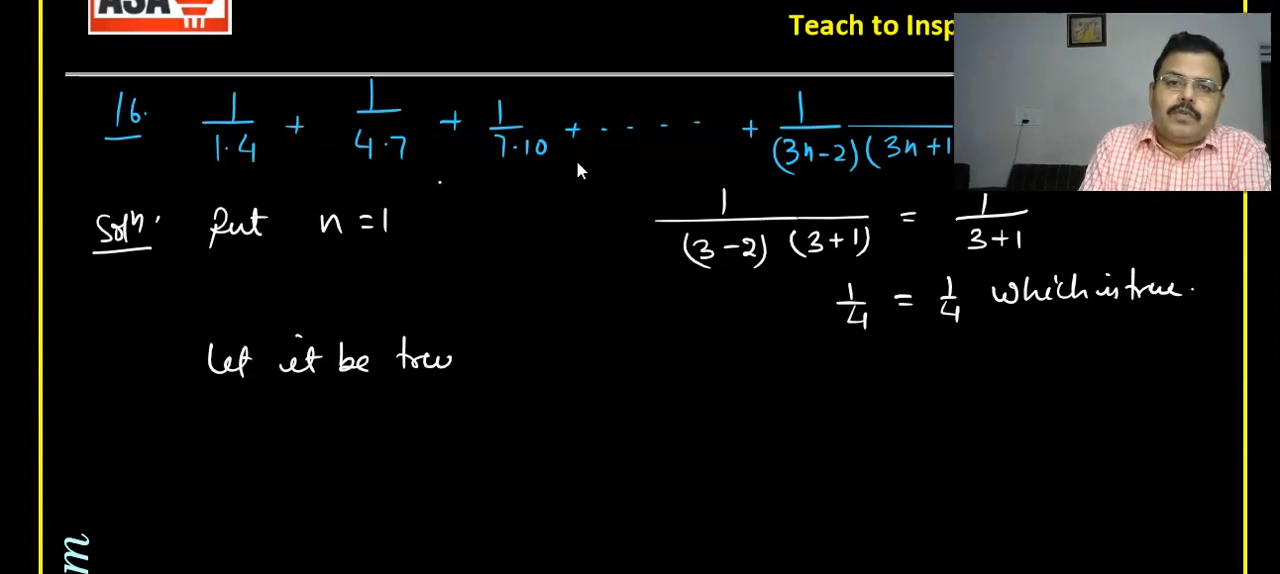 ASA
Teach to Insp
16. 1/1·4 + 1/4·7 + 1/7·10 + ..... + 1/(3n-2)(3n+1
Solⁿ. Put n = 1 1/(3-2) (3+1) = 1/3+1
1/4 = 1/4 which is true.
Let it be tru
m